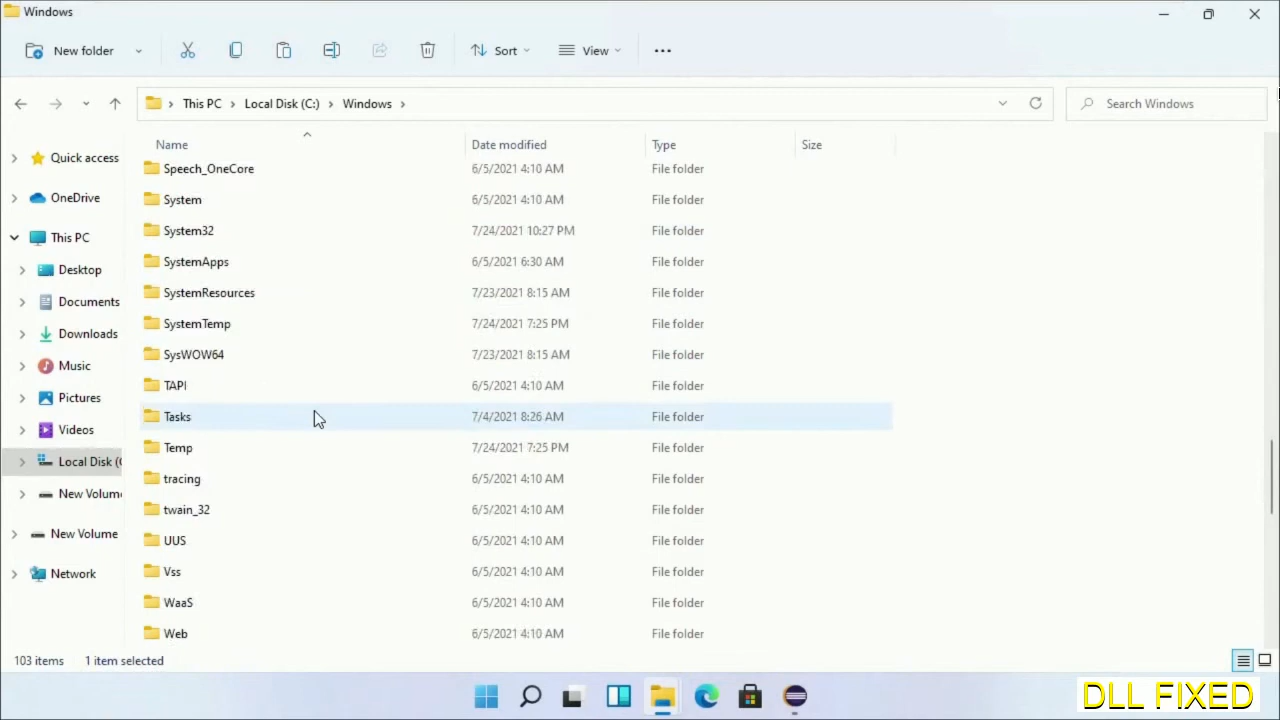 Windows
New folder
Sort
View
This PC > Local Disk (C:) > Windows >
Search Windows
Name Date modified Type Size
Quick access
OneDrive
This PC
Desktop
Documents
Downloads
Music
Pictures
Videos
Local Disk (C
New Volum
New Volume
Network
Speech_OneCore 6/5/2021 4:10 AM File folder
System 6/5/2021 4:10 AM File folder
System32 7/24/2021 10:27 PM File folder
SystemApps 6/5/2021 6:30 AM File folder
SystemResources 7/23/2021 8:15 AM File folder
SystemTemp 7/24/2021 7:25 PM File folder
SysWOW64 7/23/2021 8:15 AM File folder
TAPI 6/5/2021 4:10 AM File folder
Tasks 7/4/2021 8:26 AM File folder
Temp 7/24/2021 7:25 PM File folder
tracing 6/5/2021 4:10 AM File folder
twain_32 6/5/2021 4:10 AM File folder
UUS 6/5/2021 4:10 AM File folder
Vss 6/5/2021 4:10 AM File folder
WaaS 6/5/2021 4:10 AM File folder
Web 6/5/2021 4:10 AM File folder
103 items 1 item selected
DLL FIXED